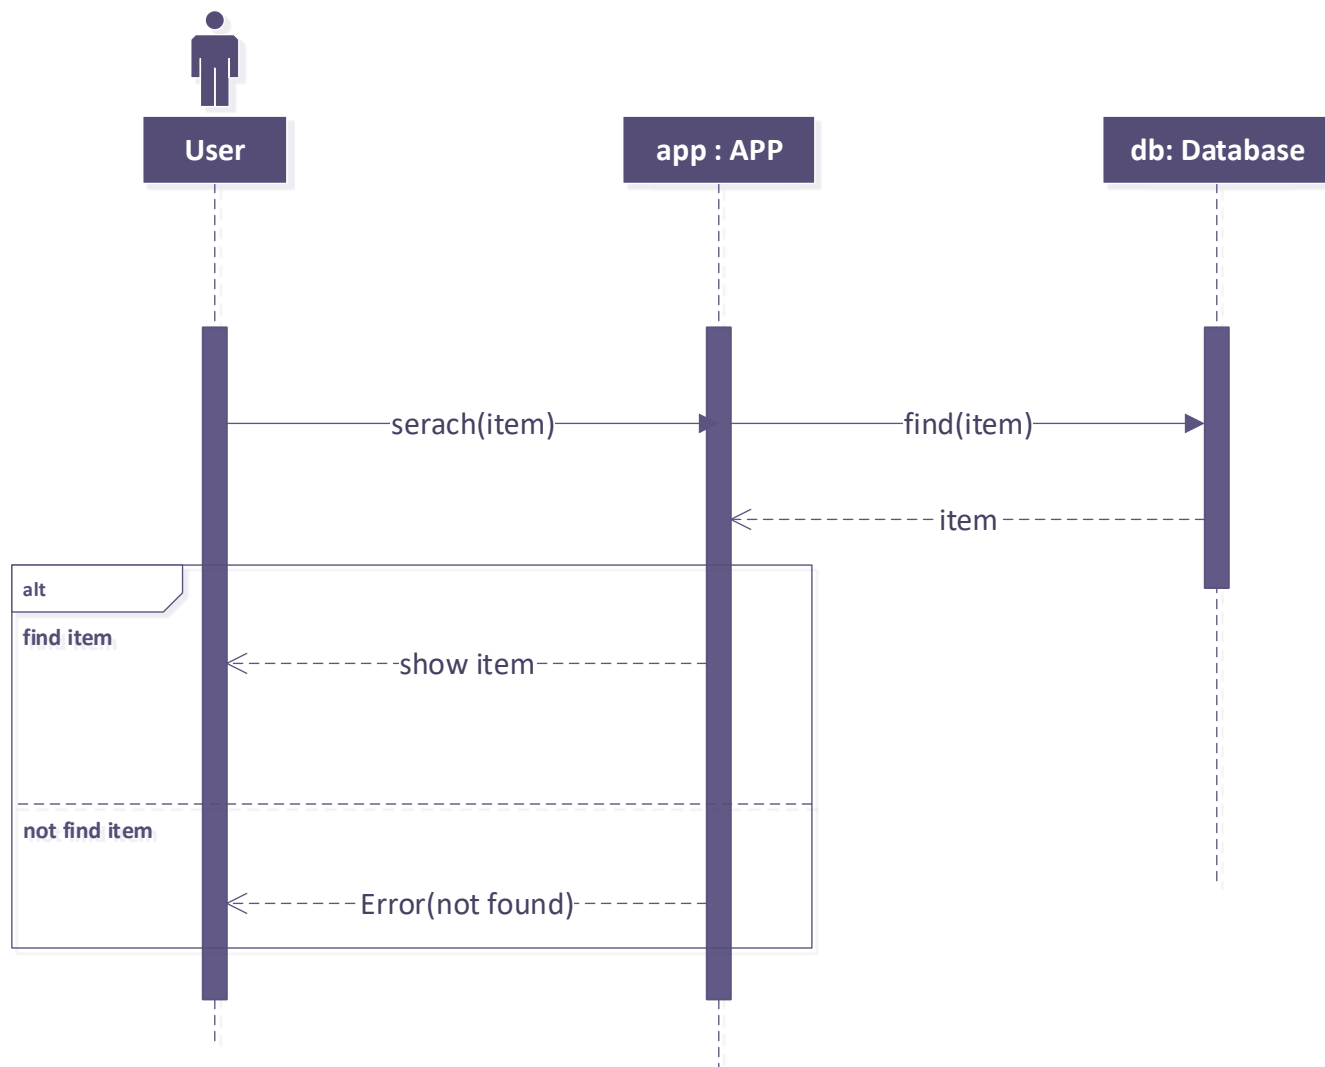 User
app : APP
db: Database
serach(item)
find(item)
item
alt
find item
show item
not find item
Error(not found)